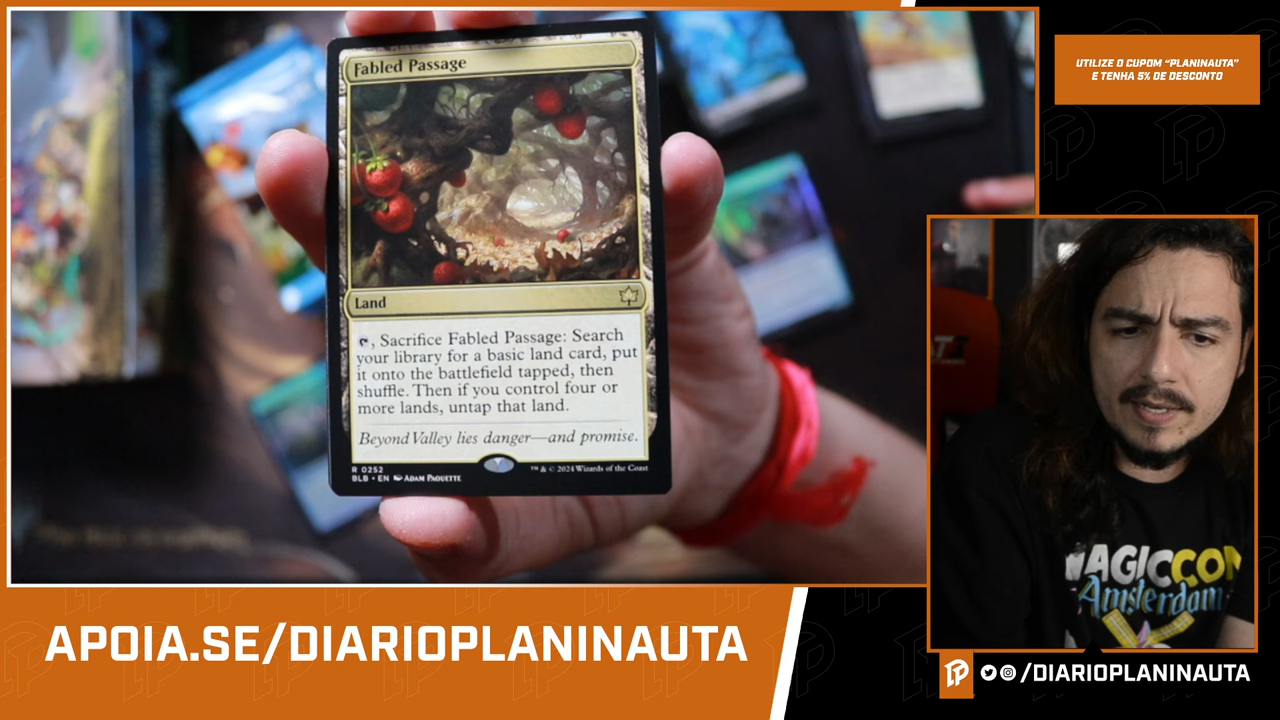 UTILIZE O CUPOM “PLANINAUTA”
E TENHA 5% DE DESCONTO
Fabled Passage
Land
, Sacrifice Fabled Passage: Search
your library for a basic land card, put
it onto the battlefield tapped, then
shuffle. Then if you control four or
more lands, untap that land.
Beyond Valley lies danger—and promise.
R 0252
BLB • EN ADAM PAQUETTE
™ & © 2024 Wizards of the Coast
MAGICCON
Amsterdam
APOIA.SE/DIARIOPLANINAUTA
/DIARIOPLANINAUTA